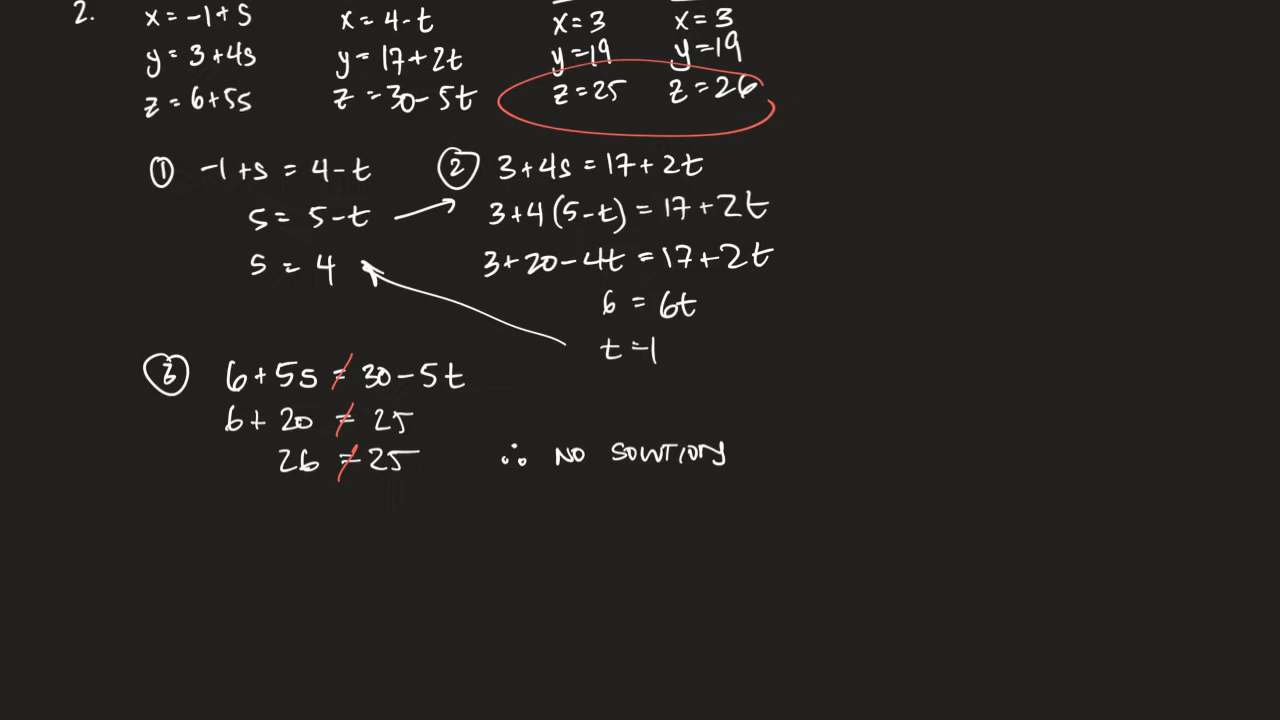 2. x = -1 + s x = 4 - t x = 3 x = 3
y = 3 + 4s y = 17 + 2t y = 19 y = 19
z = 6 + 5s z = 30 - 5t z = 25 z = 26
① -1 + s = 4 - t ② 3 + 4s = 17 + 2t
s = 5 - t → 3 + 4(5 - t) = 17 + 2t
s = 4 3 + 20 - 4t = 17 + 2t
6 = 6t
t = 1
③ 6 + 5s ≠ 30 - 5t
6 + 20 ≠ 25
26 ≠ 25 ∴ NO SOLUTIONS